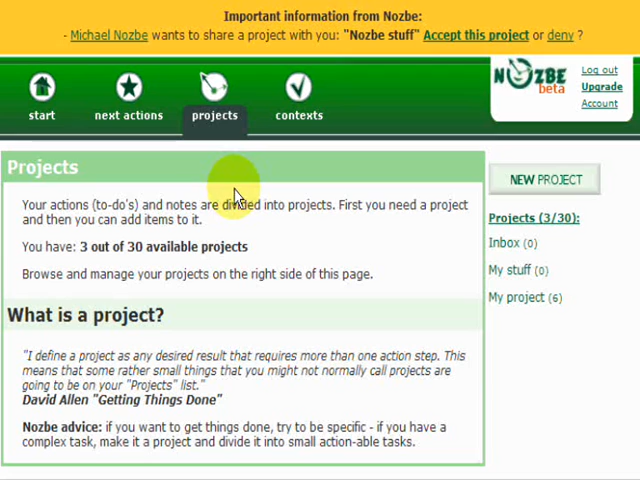 Important information from Nozbe:
- Michael Nozbe wants to share a project with you: "Nozbe stuff" Accept this project or deny ?
start
next actions
projects
contexts
NOZBE
beta
Log out
Upgrade
Account
Projects
Your actions (to-do's) and notes are divided into projects. First you need a project
and then you can add items to it.
You have: 3 out of 30 available projects
Browse and manage your projects on the right side of this page.
What is a project?
"I define a project as any desired result that requires more than one action step. This
means that some rather small things that you might not normally call projects are
going to be on your "Projects" list."
David Allen "Getting Things Done"
Nozbe advice: if you want to get things done, try to be specific - if you have a
complex task, make it a project and divide it into small action-able tasks.
NEW PROJECT
Projects (3/30):
Inbox (0)
My stuff (0)
My project (6)